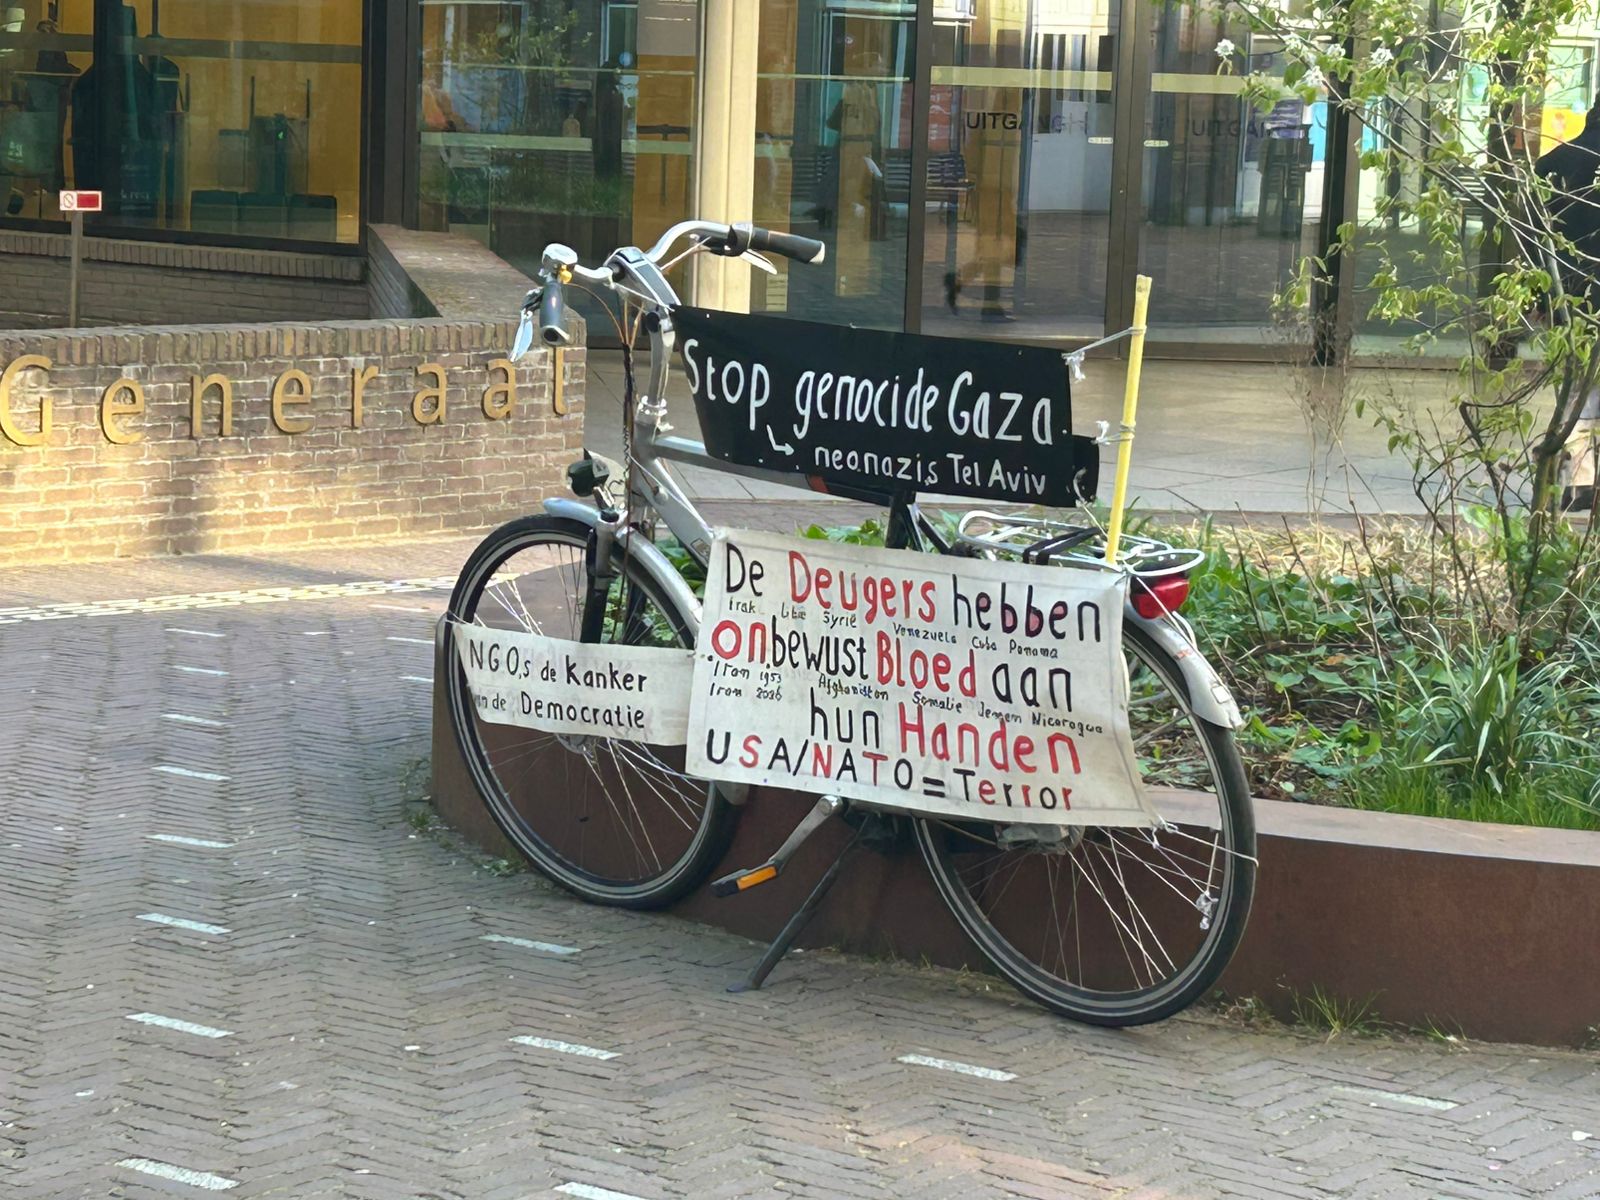 UITGANG
UITGANG
Generaal
Stop genocide Gaza.
↳ neonazi,s Tel Aviv
NGO,s de Kanker
van de Democratie
De Deugers hebben
Irak Libie Syrië Venezuela Cuba Panama
onbewust Bloed aan
Iran 1953 Afghanistan Somalie Jemen Nicaragua
Iran 2026
hun Handen
USA/NATO = Terror